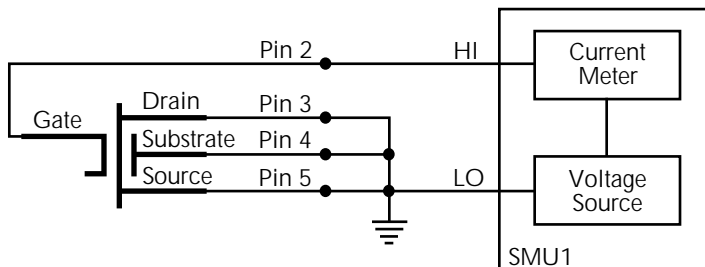 Pin 2
HI
Current
Meter
Gate
Drain
Pin 3
Substrate
Pin 4
Source
Pin 5
LO
Voltage
Source
SMU1